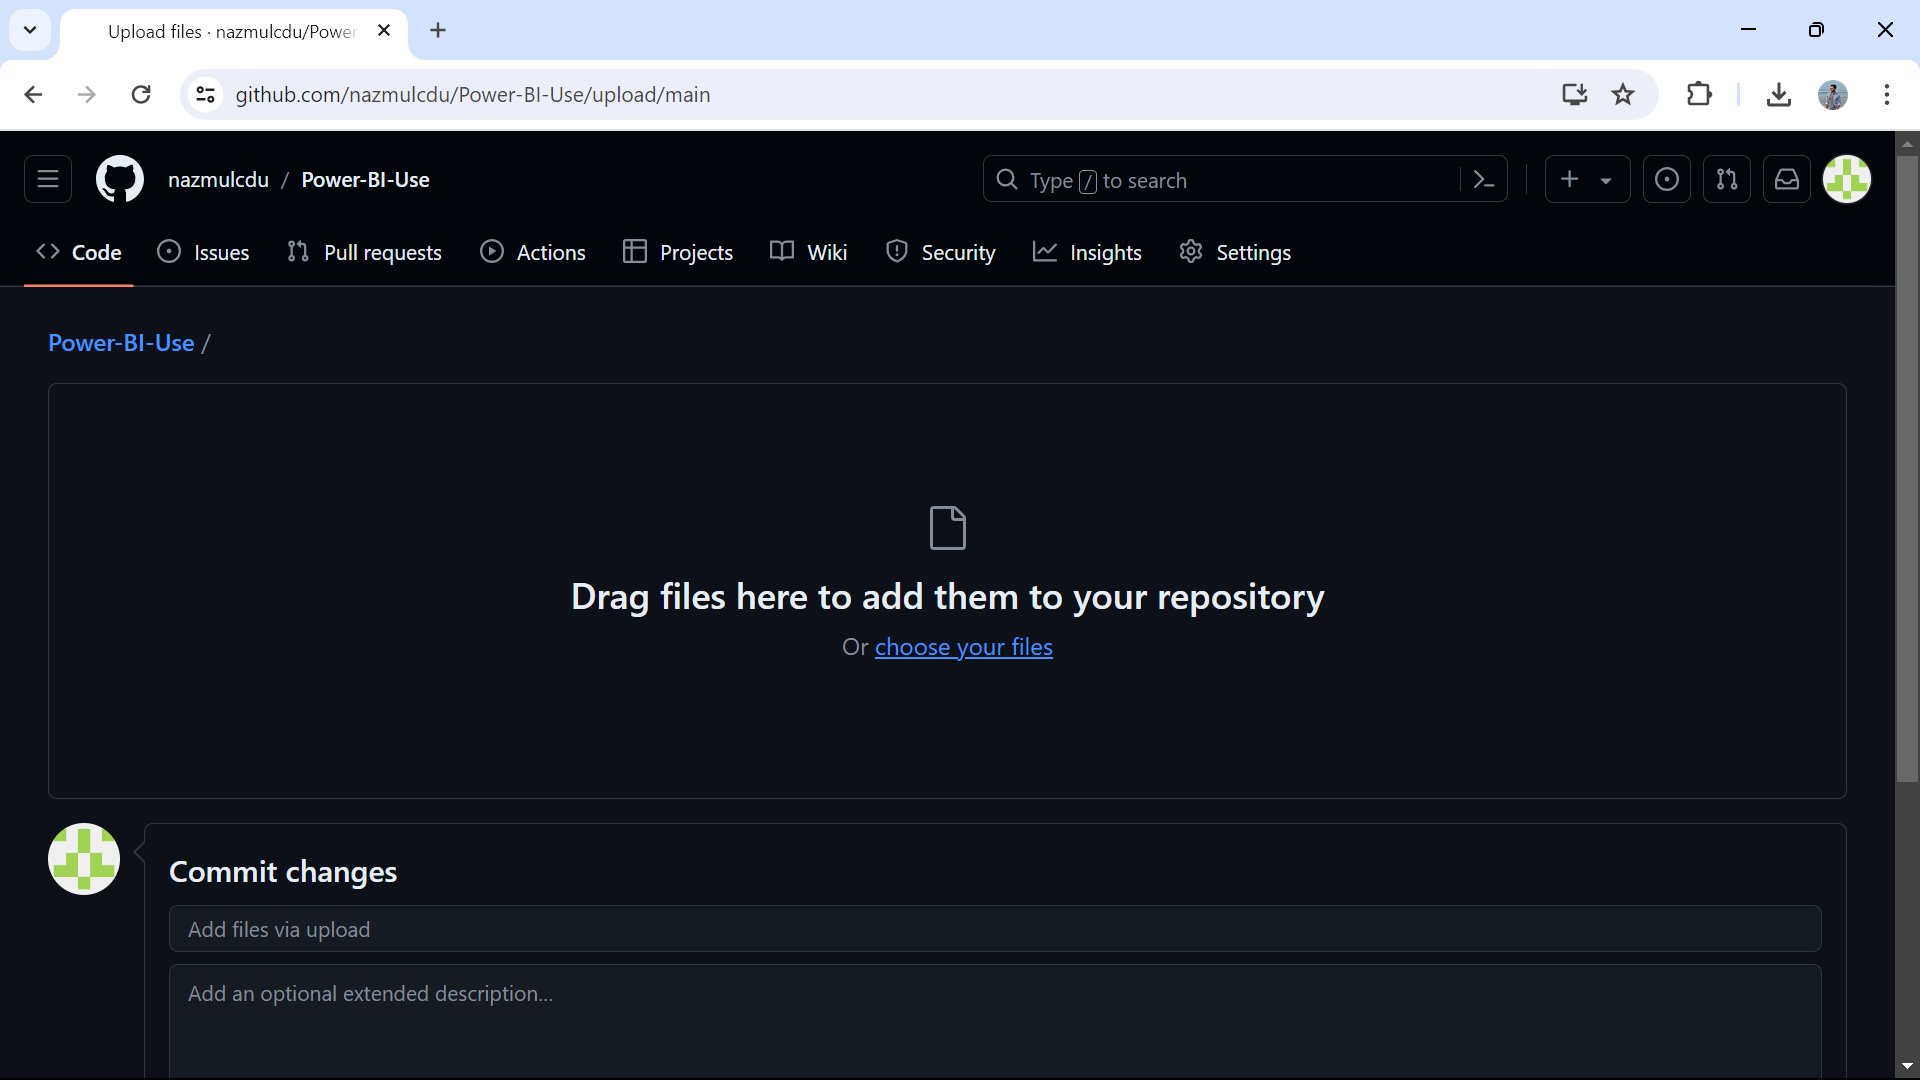 Upload files · nazmulcdu/Power
github.com/nazmulcdu/Power-BI-Use/upload/main
nazmulcdu / Power-BI-Use
Type / to search
Code Issues Pull requests Actions Projects Wiki Security Insights Settings
Power-BI-Use /
Drag files here to add them to your repository
Or choose your files
Commit changes
Add files via upload
Add an optional extended description...